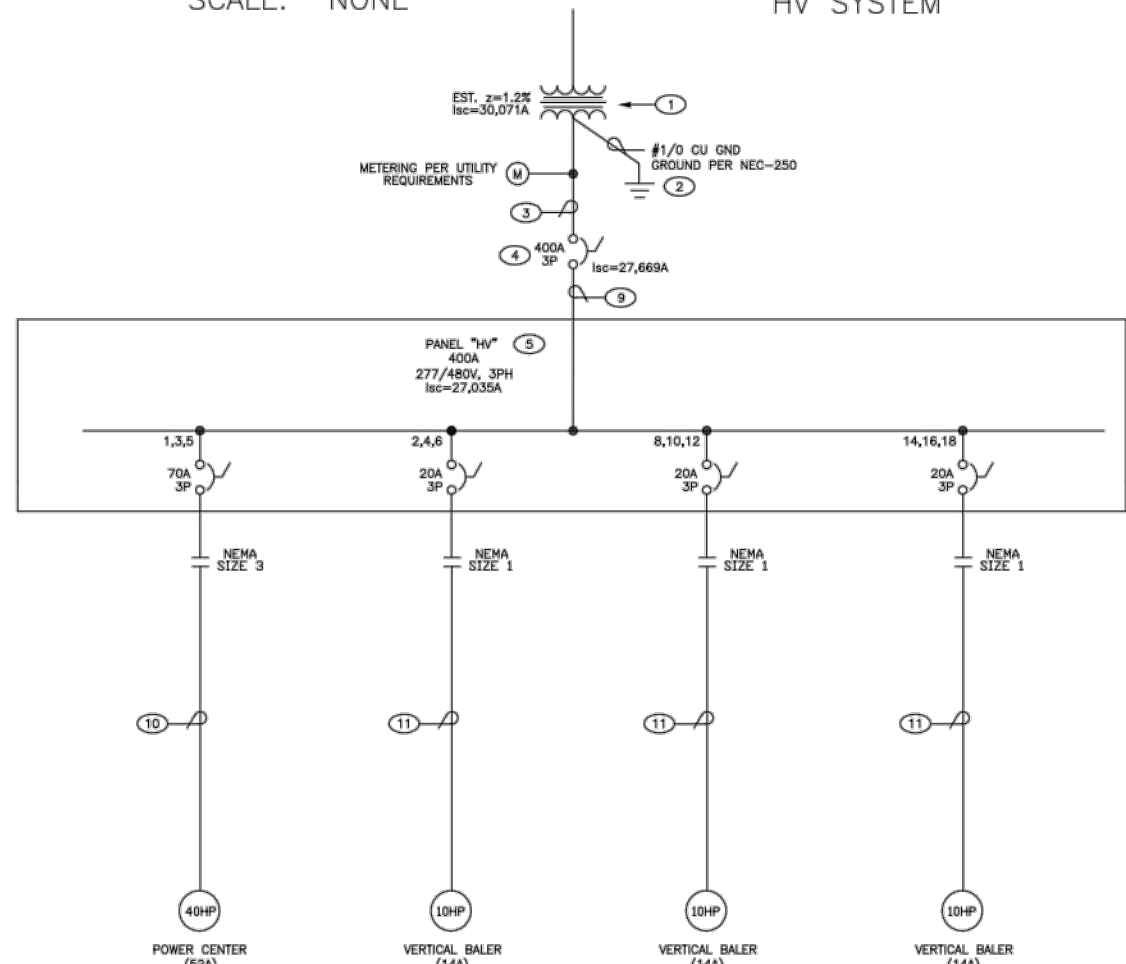 SCALE: NONE
HV SYSTEM
EST. z=1.2%
Isc=30,071A
1
#1/0 CU GND
GROUND PER NEC-250
2
METERING PER UTILITY
REQUIREMENTS
M
3
4
400A
3P
Isc=27,669A
9
PANEL "HV"
5
400A
277/480V, 3PH
Isc=27,035A
1,3,5
2,4,6
8,10,12
14,16,18
70A
3P
20A
3P
20A
3P
20A
3P
NEMA
SIZE 3
NEMA
SIZE 1
NEMA
SIZE 1
NEMA
SIZE 1
10
11
11
11
40HP
10HP
10HP
10HP
POWER CENTER
(52A)
VERTICAL BALER
(14A)
VERTICAL BALER
(14A)
VERTICAL BALER
(14A)